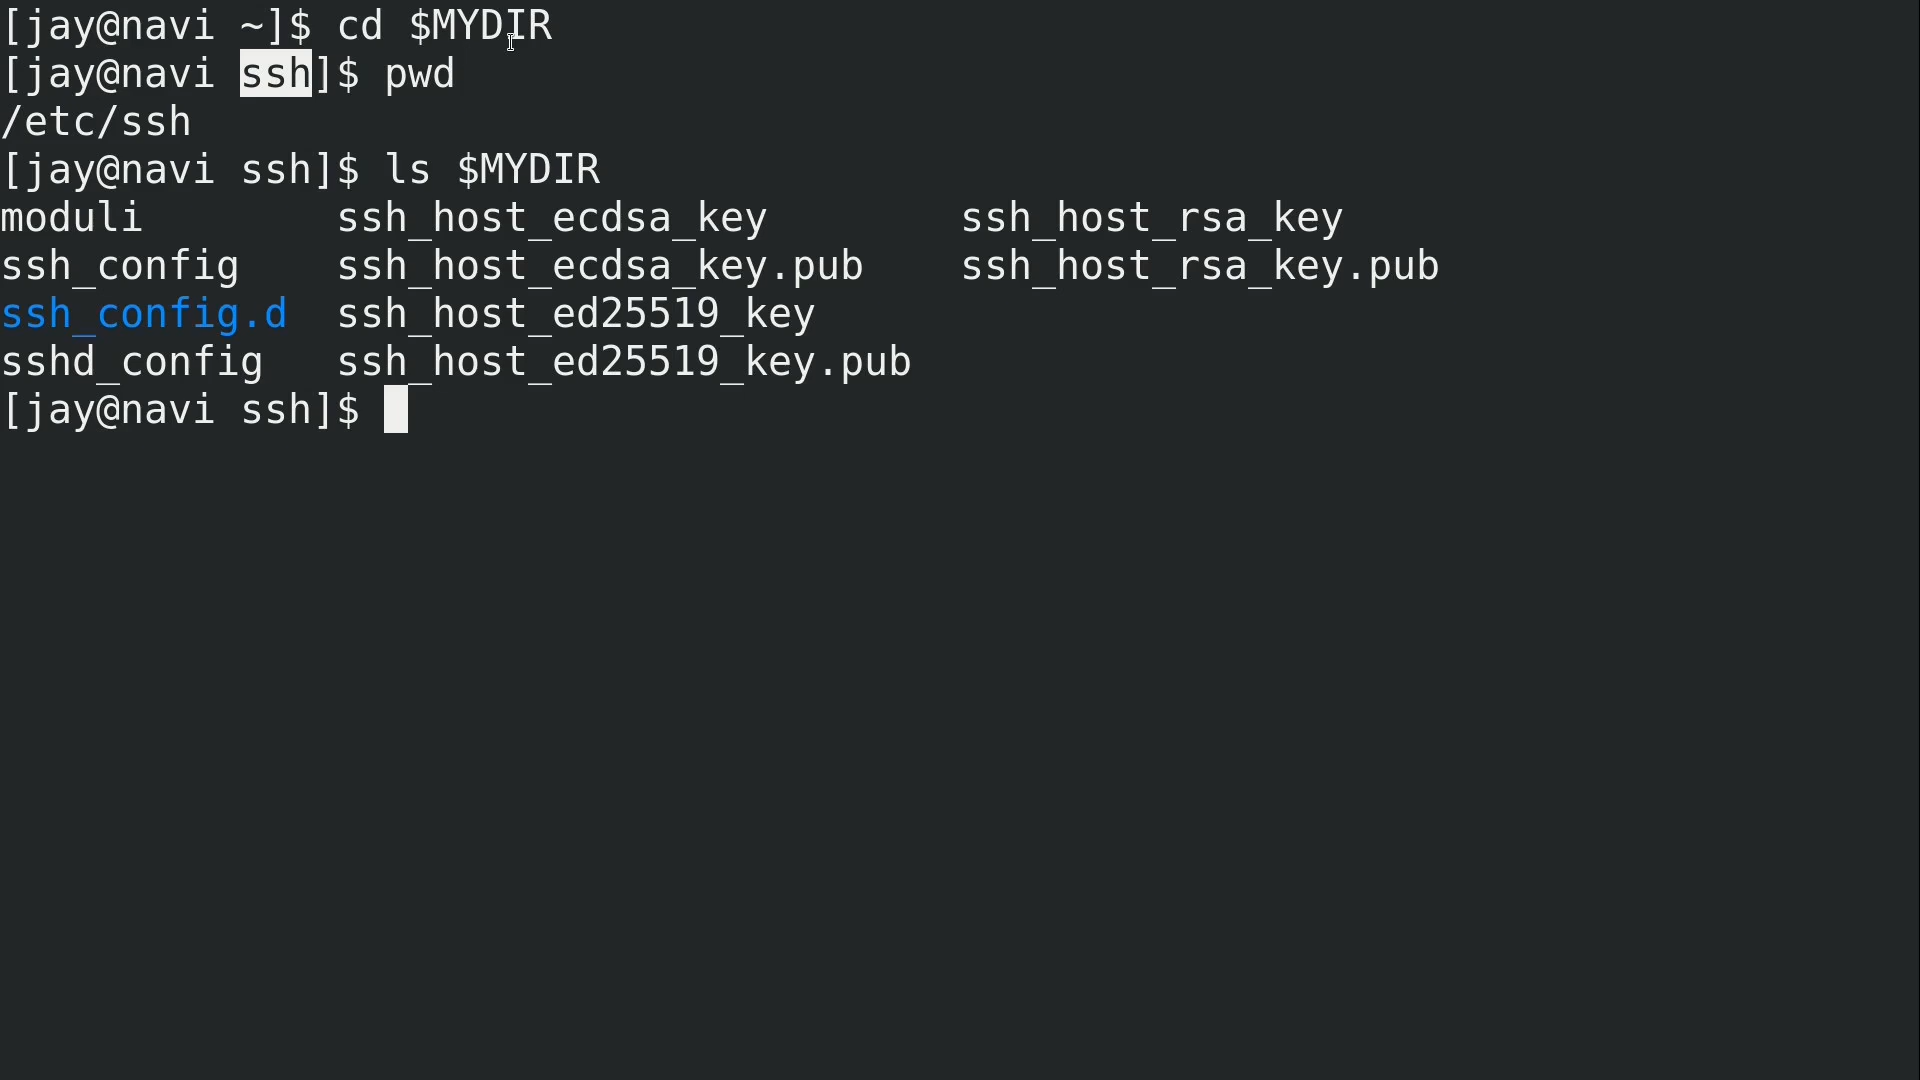 [jay@navi ~]$ cd $MYDIR
[jay@navi ssh]$ pwd
/etc/ssh
[jay@navi ssh]$ ls $MYDIR
moduli        ssh_host_ecdsa_key        ssh_host_rsa_key
ssh_config    ssh_host_ecdsa_key.pub    ssh_host_rsa_key.pub
ssh_config.d  ssh_host_ed25519_key
sshd_config   ssh_host_ed25519_key.pub
[jay@navi ssh]$